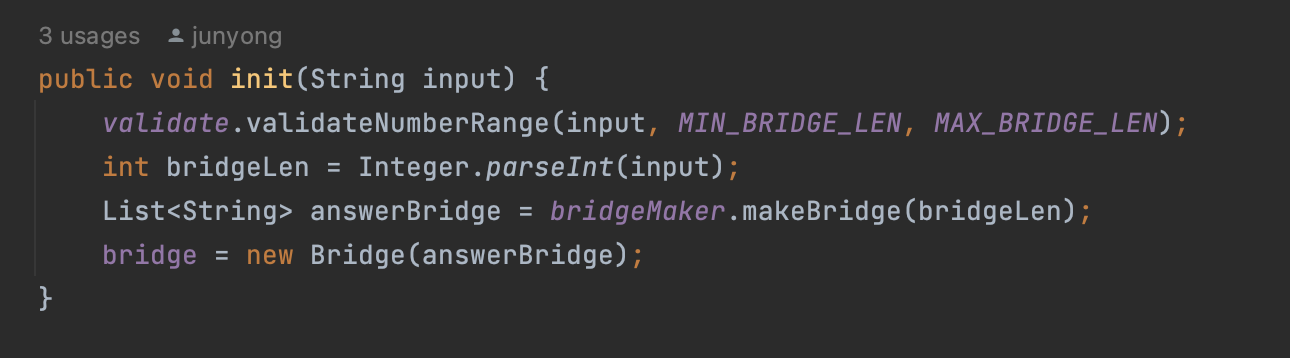 3 usages junyong
public void init(String input) {
    validate.validateNumberRange(input, MIN_BRIDGE_LEN, MAX_BRIDGE_LEN);
    int bridgeLen = Integer.parseInt(input);
    List<String> answerBridge = bridgeMaker.makeBridge(bridgeLen);
    bridge = new Bridge(answerBridge);
}